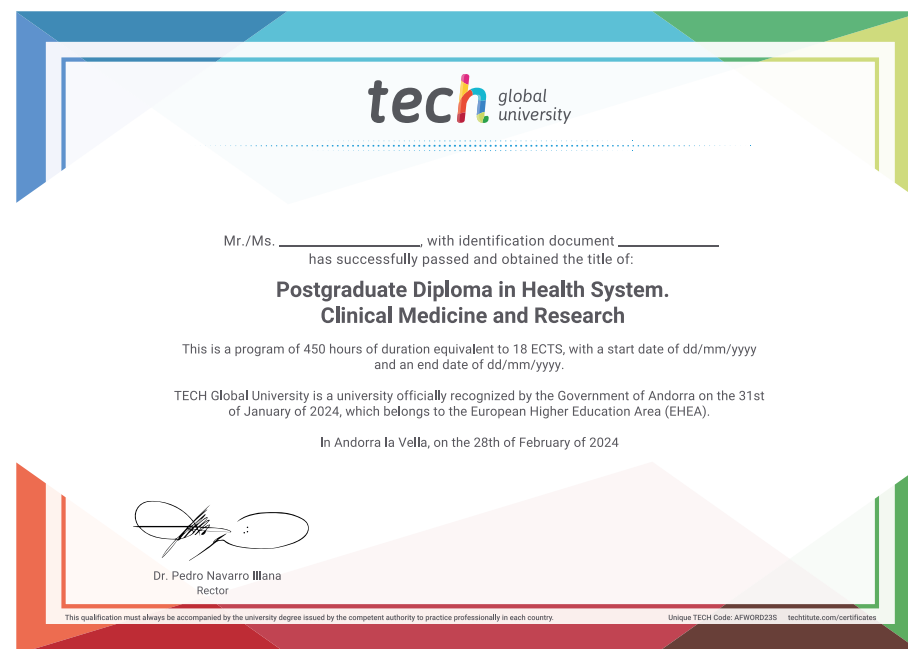 tech global university
Mr./Ms. ____________, with identification document ____________
has successfully passed and obtained the title of:
Postgraduate Diploma in Health System.
Clinical Medicine and Research
This is a program of 450 hours of duration equivalent to 18 ECTS, with a start date of dd/mm/yyyy
and an end date of dd/mm/yyyy.
TECH Global University is a university officially recognized by the Government of Andorra on the 31st
of January of 2024, which belongs to the European Higher Education Area (EHEA).
In Andorra la Vella, on the 28th of February of 2024
Dr. Pedro Navarro Illana
Rector
This qualification must always be accompanied by the university degree issued by the competent authority to practice professionally in each country.
Unique TECH Code: AFWORD23S techtitute.com/certificates